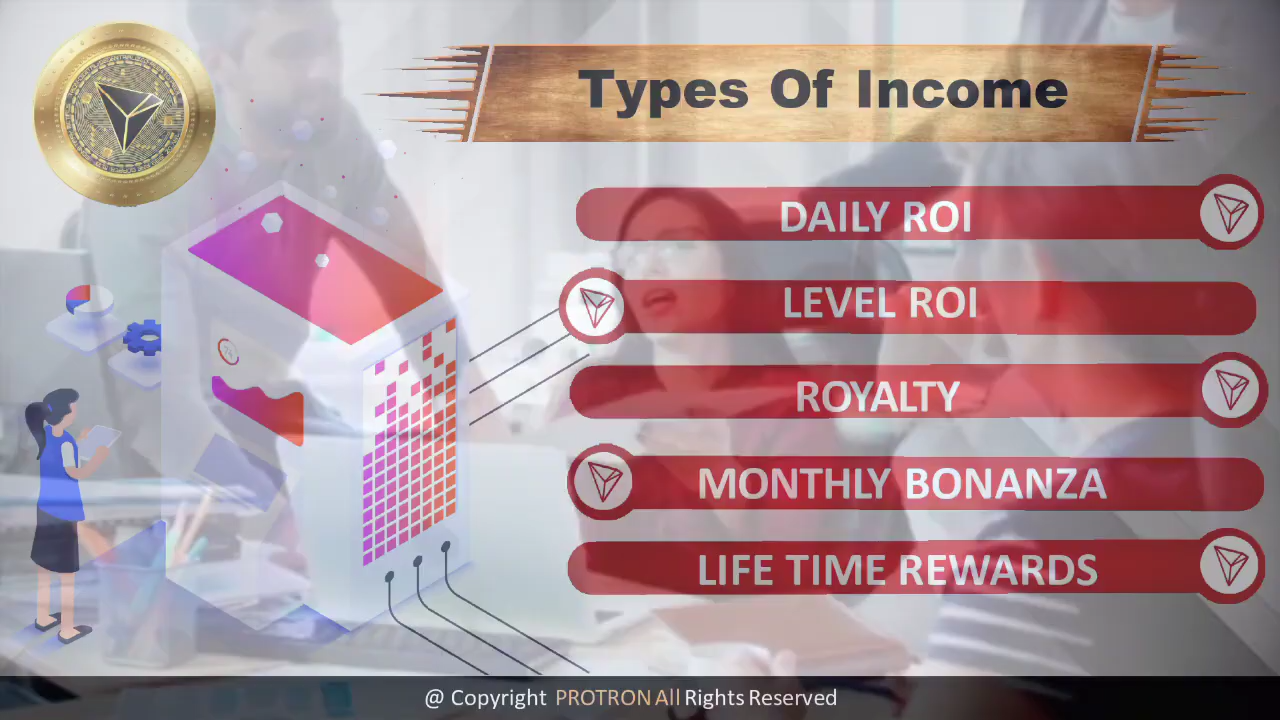 Types Of Income
DAILY ROI
LEVEL ROI
ROYALTY
MONTHLY BONANZA
LIFE TIME REWARDS
@ Copyright PROTRON All Rights Reserved